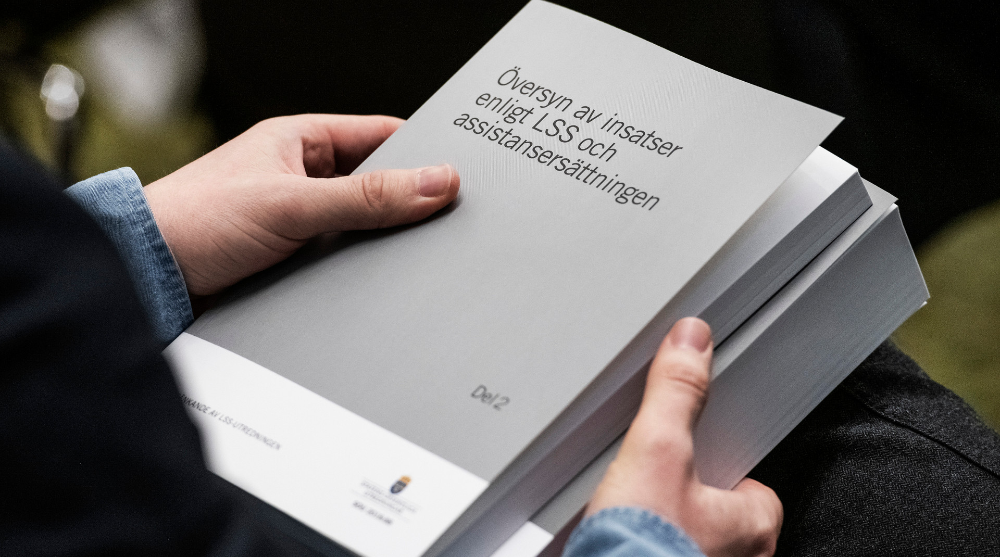 Översyn av insatser
enligt LSS och
assistansersättningen
Del 2
ANKANDE AV LSS-UTREDNINGEN